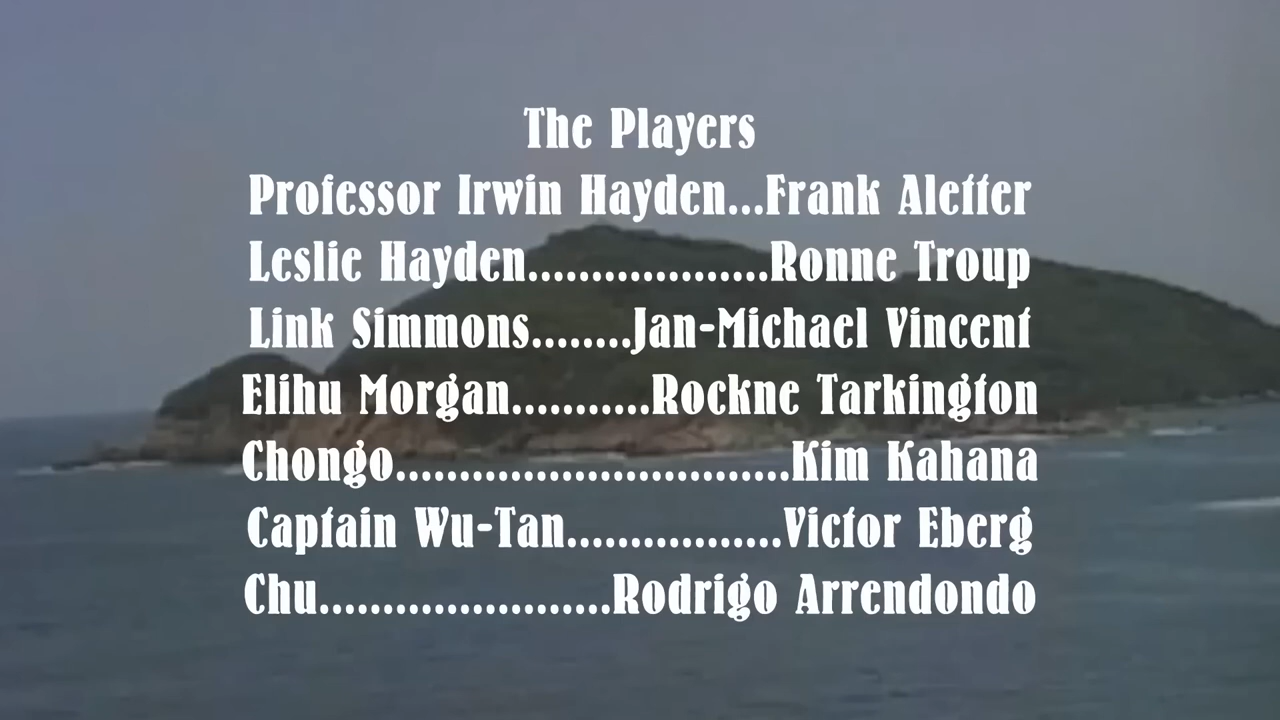 The Players
Professor Irwin Hayden...Frank Aletter
Leslie Hayden...................Ronne Troup
Link Simmons........Jan-Michael Vincent
Elihu Morgan...........Rockne Tarkington
Chongo...............................Kim Kahana
Captain Wu-Tan.................Victor Eberg
Chu.......................Rodrigo Arrendondo